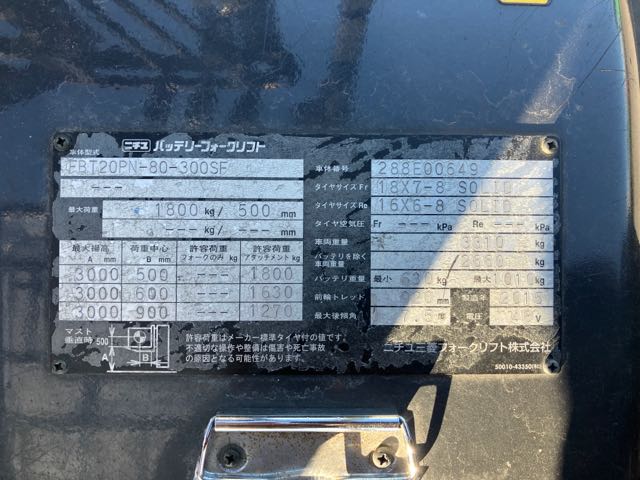 ニチユ バッテリーフォークリフト
車体型式 FBT20PN-80-300SF
---
最大荷重 1800 kg/ 500 mm
--- kg/ --- mm
最大揚高 A mm 荷重中心 B mm 許容荷重 フォークのみ kg 許容荷重 アタッチメント kg
3000 500 --- 1800
3000 600 --- 1630
3000 900 --- 1270
マスト垂直時 500 A B
許容荷重はメーカー標準タイヤ付の値です
不適切な操作や整備は傷害や死亡事故
の原因となる可能性があります
車体番号 288E00649
タイヤサイズ Fr 18X7-8 SOLID
タイヤサイズ Re 16X6-8 SOLID
タイヤ空気圧 Fr --- kPa Re --- kPa
車両重量 kg
バッテリを除く車両重量 kg
バッテリ重量 最小 kg 最大 1010 kg
前輪トレッド 製造年 2016
最大後傾角 度 電圧 V
ニチユ三菱フォークリフト株式会社
50010-43350